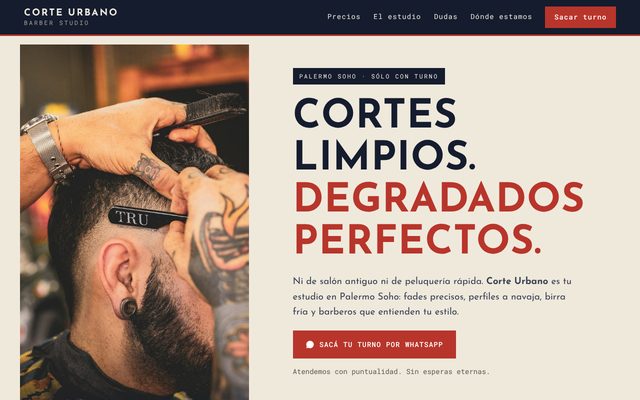 CORTE URBANO
BARBER STUDIO
Precios El estudio Dudas Dónde estamos Sacar turno
TRU
PALERMO SOHO · SÓLO CON TURNO
CORTES
LIMPIOS.
DEGRADADOS
PERFECTOS.
Ni de salón antiguo ni de peluquería rápida. Corte Urbano es tu
estudio en Palermo Soho: fades precisos, perfiles a navaja, birra
fría y barberos que entienden tu estilo.
SACÁ TU TURNO POR WHATSAPP
Atendemos con puntualidad. Sin esperas eternas.